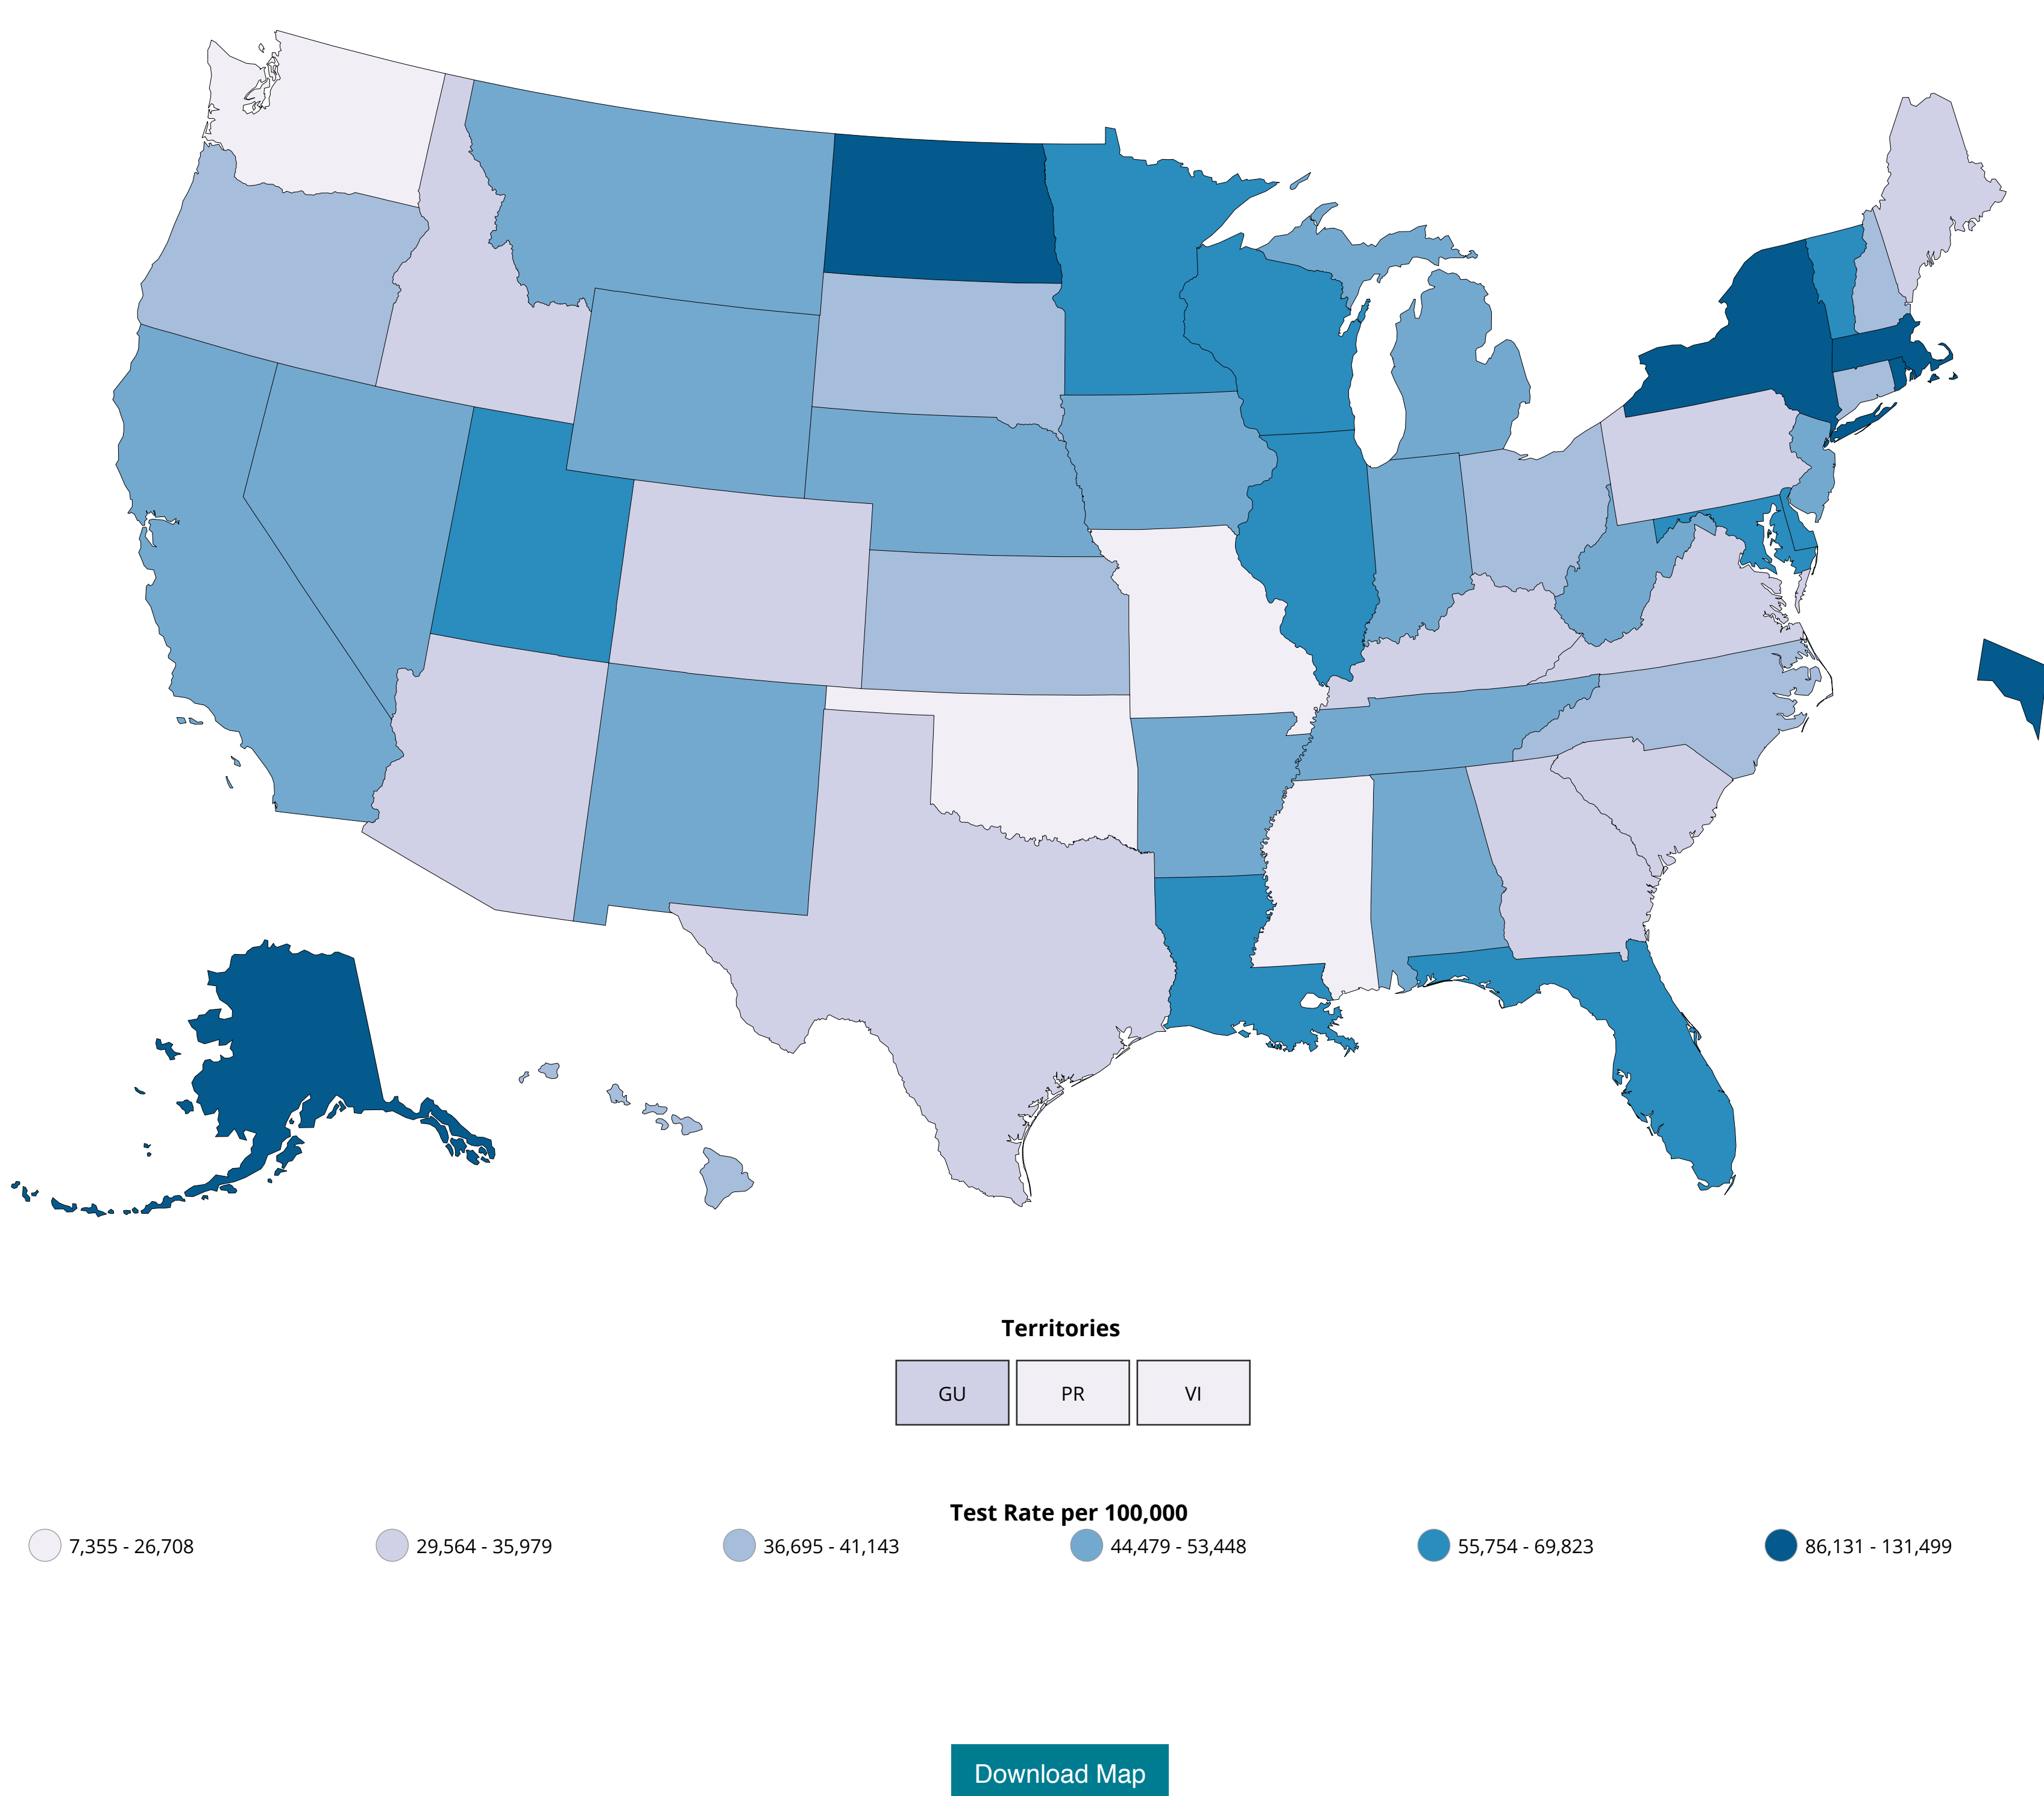 Territories
GU PR VI
Test Rate per 100,000
7,355 - 26,708 29,564 - 35,979 36,695 - 41,143 44,479 - 53,448 55,754 - 69,823 86,131 - 131,499
Download Map